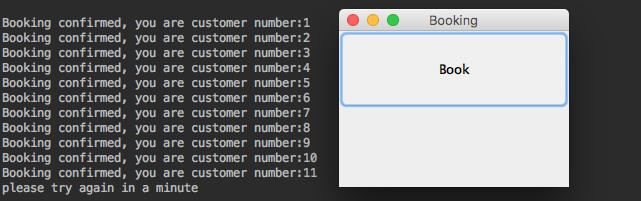 Booking confirmed, you are customer number:1
Booking confirmed, you are customer number:2
Booking confirmed, you are customer number:3
Booking confirmed, you are customer number:4
Booking confirmed, you are customer number:5
Booking confirmed, you are customer number:6
Booking confirmed, you are customer number:7
Booking confirmed, you are customer number:8
Booking confirmed, you are customer number:9
Booking confirmed, you are customer number:10
Booking confirmed, you are customer number:11
please try again in a minute
Booking
Book